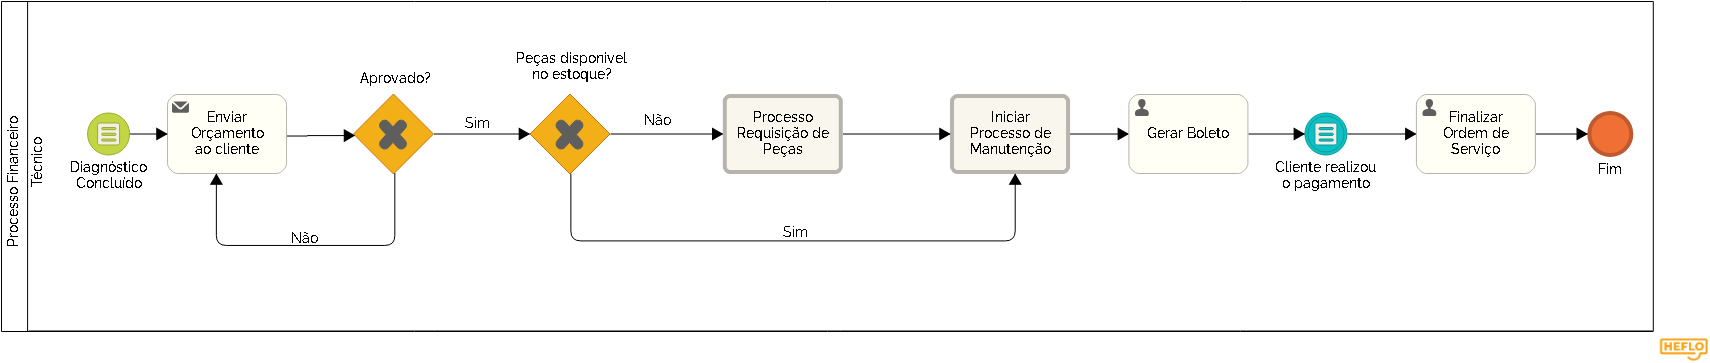 Processo Financeiro
Técnico
Diagnóstico
Concluído
Enviar
Orçamento
ao cliente
Aprovado?
Sim
Não
Peças disponivel
no estoque?
Não
Sim
Processo
Requisição de
Peças
Iniciar
Processo de
Manutenção
Gerar Boleto
Cliente realizou
o pagamento
Finalizar
Ordem de
Serviço
Fim
HEFLO